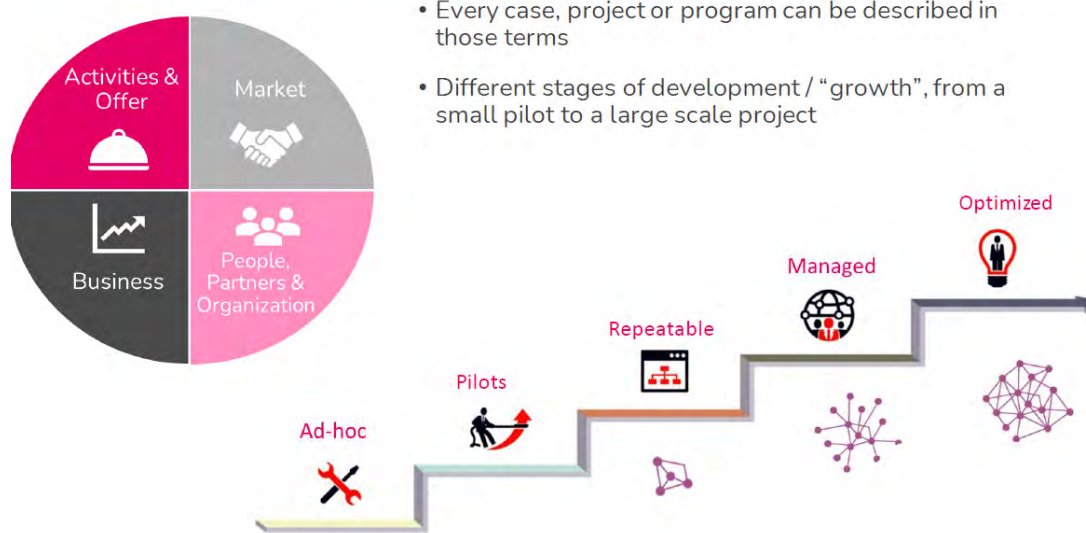 • Every case, project or program can be described in
those terms
• Different stages of development / “growth”, from a
small pilot to a large scale project
Activities &
Offer
Market
Business
People,
Partners &
Organization
Ad-hoc
Pilots
Repeatable
Managed
Optimized